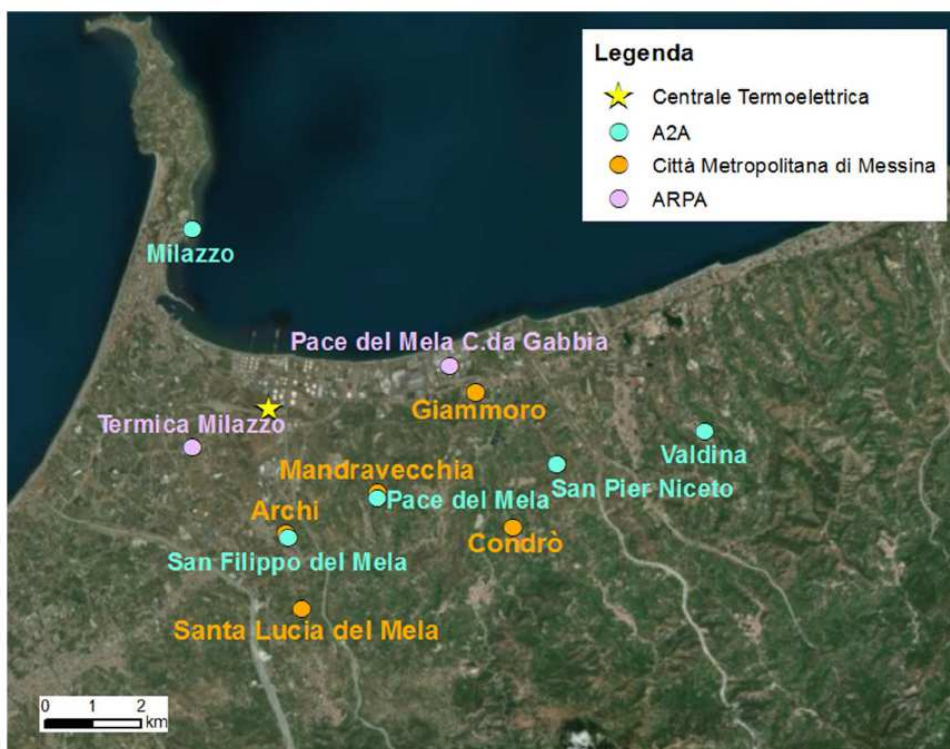 Legenda
Centrale Termoelettrica
A2A
Città Metropolitana di Messina
ARPA
Milazzo
Pace del Mela C.da Gabbia
Giammoro
Termica Milazzo
Valdina
Mandravecchia
San Pier Niceto
Pace del Mela
Archi
Condrò
San Filippo del Mela
Santa Lucia del Mela
0 1 2
km